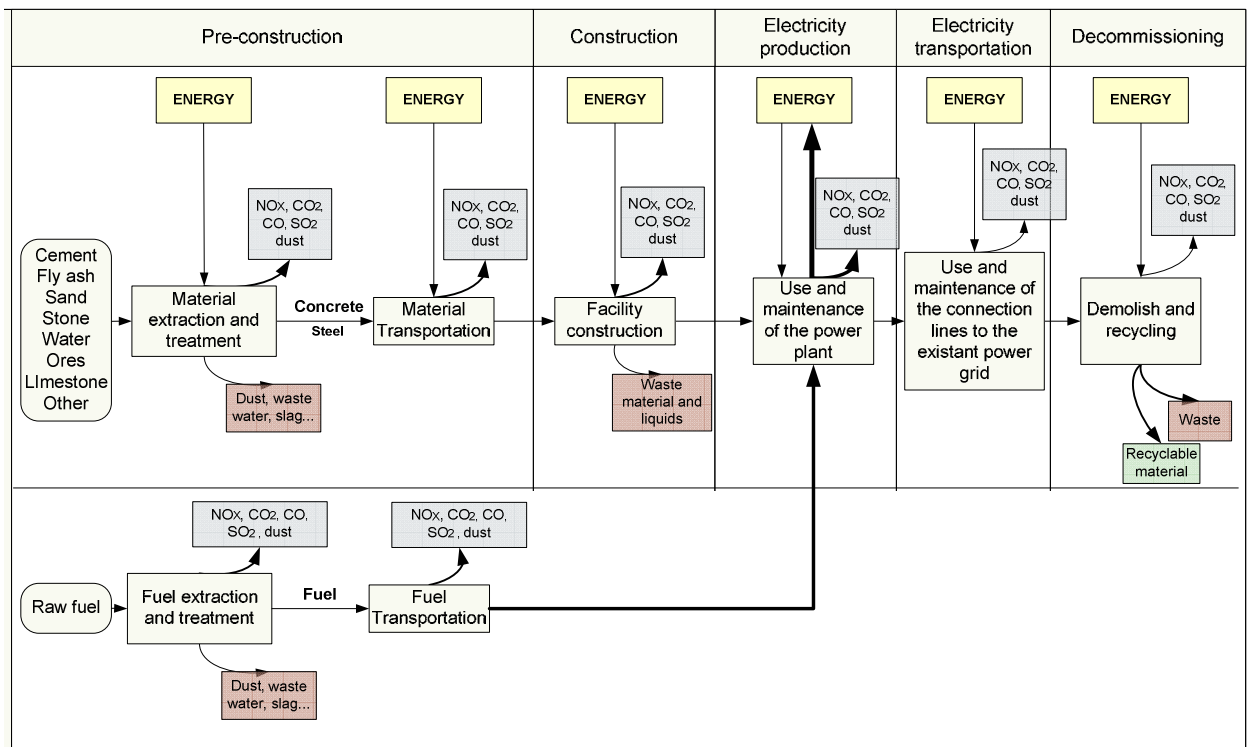 Pre-construction
Construction
Electricity
production
Electricity
transportation
Decommissioning
ENERGY
ENERGY
ENERGY
ENERGY
ENERGY
ENERGY
NOx, CO2,
CO, SO2
dust
NOx, CO2,
CO, SO2
dust
NOx, CO2,
CO, SO2
dust
NOx, CO2,
CO, SO2
dust
NOx, CO2,
CO, SO2
dust
NOx, CO2,
CO, SO2
dust
Cement
Fly ash
Sand
Stone
Water
Ores
LImestone
Other
Material
extraction and
treatment
Concrete
Steel
Material
Transportation
Facility
construction
Use and
maintenance
of the power
plant
Use and
maintenance of
the connection
lines to the
existant power
grid
Demolish and
recycling
Dust, waste
water, slag...
Waste
material and
liquids
Waste
Recyclable
material
NOx, CO2, CO,
SO2 , dust
NOx, CO2, CO,
SO2 , dust
Raw fuel
Fuel extraction
and treatment
Fuel
Fuel
Transportation
Dust, waste
water, slag...